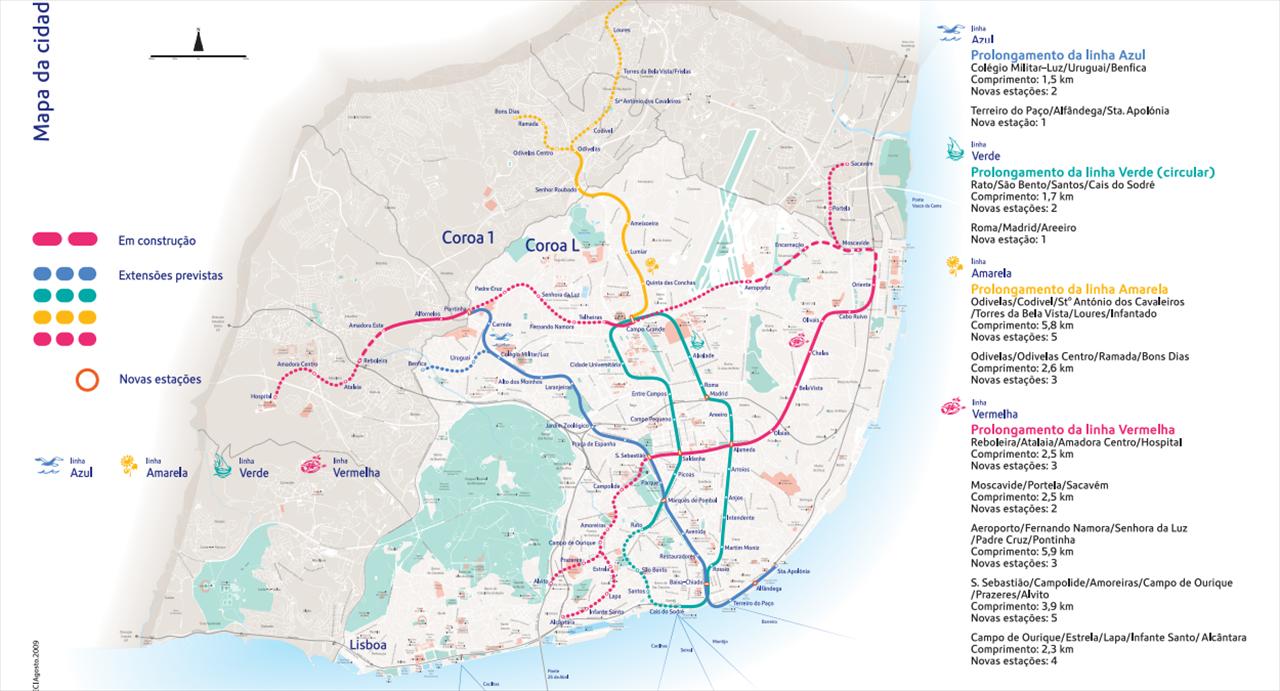 Mapa da cidad
Em construção
Extensões previstas
Novas estações
linha
Azul
linha
Amarela
linha
Verde
linha
Vermelha
CI Agosto.2009
Coroa 1
Coroa L
Lisboa
Loures
Torres da Bela Vista/Frielas
Stº António dos Cavaleiros
Bons Dias
Ramada
Codivel
Odivelas Centro
Odivelas
Senhor Roubado
Ameixoeira
Lumiar
Quinta das Conchas
Sacavém
Portela
Encarnação
Moscavide
Aeroporto
Oriente
Cabo Ruivo
Olivais
Chelas
Bela Vista
Olaias
Ponte
Vasco da Gama
Padre Cruz
Senhora da Luz
Pontinha
Alfornelos
Amadora Este
Carnide
Fernando Namora
Telheiras
Campo Grande
Reboleira
Amadora Centro
Atalaia
Hospital
Benfica
Uruguai
Colégio Militar/Luz
Alto dos Moinhos
Laranjeiras
Cidade Universitária
Alvalade
Roma
Madrid
Entre Campos
Areeiro
Campo Pequeno
Jardim Zoológico
Praça de Espanha
S. Sebastião
Saldanha
Alameda
Arroios
Picoas
Parque
Campolide
Marquês de Pombal
Anjos
Intendente
Rato
Avenida
Amoreiras
Campo de Ourique
Martim Moniz
Restauradores
Prazeres
Estrela
São Bento
Rossio
Sta. Apolónia
Alvito
Baixa-Chiado
Santos
Alfândega
Lapa
Terreiro do Paço
Infante Santo
Cais do Sodré
Alcântara
Barreiro
Montijo
Seixal
Cacilhas
Ponte
25 de Abril
Cacilhas
linha
Azul
Prolongamento da linha Azul
Colégio Militar–Luz/Uruguai/Benfica
Comprimento: 1,5 km
Novas estações: 2
Terreiro do Paço/Alfândega/Sta. Apolónia
Nova estação: 1
linha
Verde
Prolongamento da linha Verde (circular)
Rato/São Bento/Santos/Cais do Sodré
Comprimento: 1,7 km
Novas estações: 2
Roma/Madrid/Areeiro
Nova estação: 1
linha
Amarela
Prolongamento da linha Amarela
Odivelas/Codivel/Stº António dos Cavaleiros
/Torres da Bela Vista/Loures/Infantado
Comprimento: 5,8 km
Novas estações: 5
Odivelas/Odivelas Centro/Ramada/Bons Dias
Comprimento: 2,6 km
Novas estações: 3
linha
Vermelha
Prolongamento da linha Vermelha
Reboleira/Atalaia/Amadora Centro/Hospital
Comprimento: 2,5 km
Novas estações: 3
Moscavide/Portela/Sacavém
Comprimento: 2,5 km
Novas estações: 2
Aeroporto/Fernando Namora/Senhora da Luz
/Padre Cruz/Pontinha
Comprimento: 5,9 km
Novas estações: 3
S. Sebastião/Campolide/Amoreiras/Campo de Ourique
/Prazeres/Alvito
Comprimento: 3,9 km
Novas estações: 5
Campo de Ourique/Estrela/Lapa/Infante Santo/ Alcântara
Comprimento: 2,3 km
Novas estações: 4